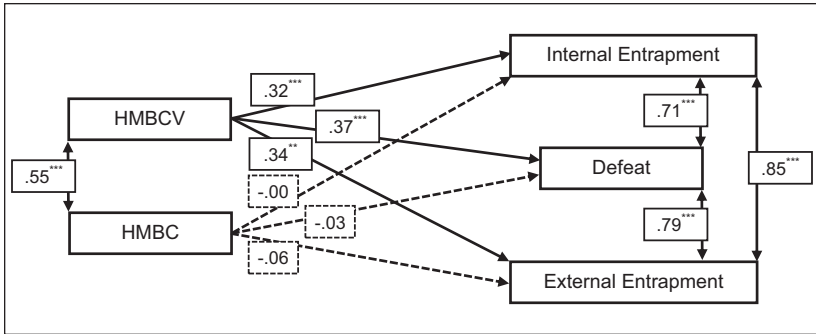 Internal Entrapment
.32***
HMBCV
.37***
.71***
.34**
Defeat
.85***
.55***
-.00
-.03
.79***
HMBC
-.06
External Entrapment